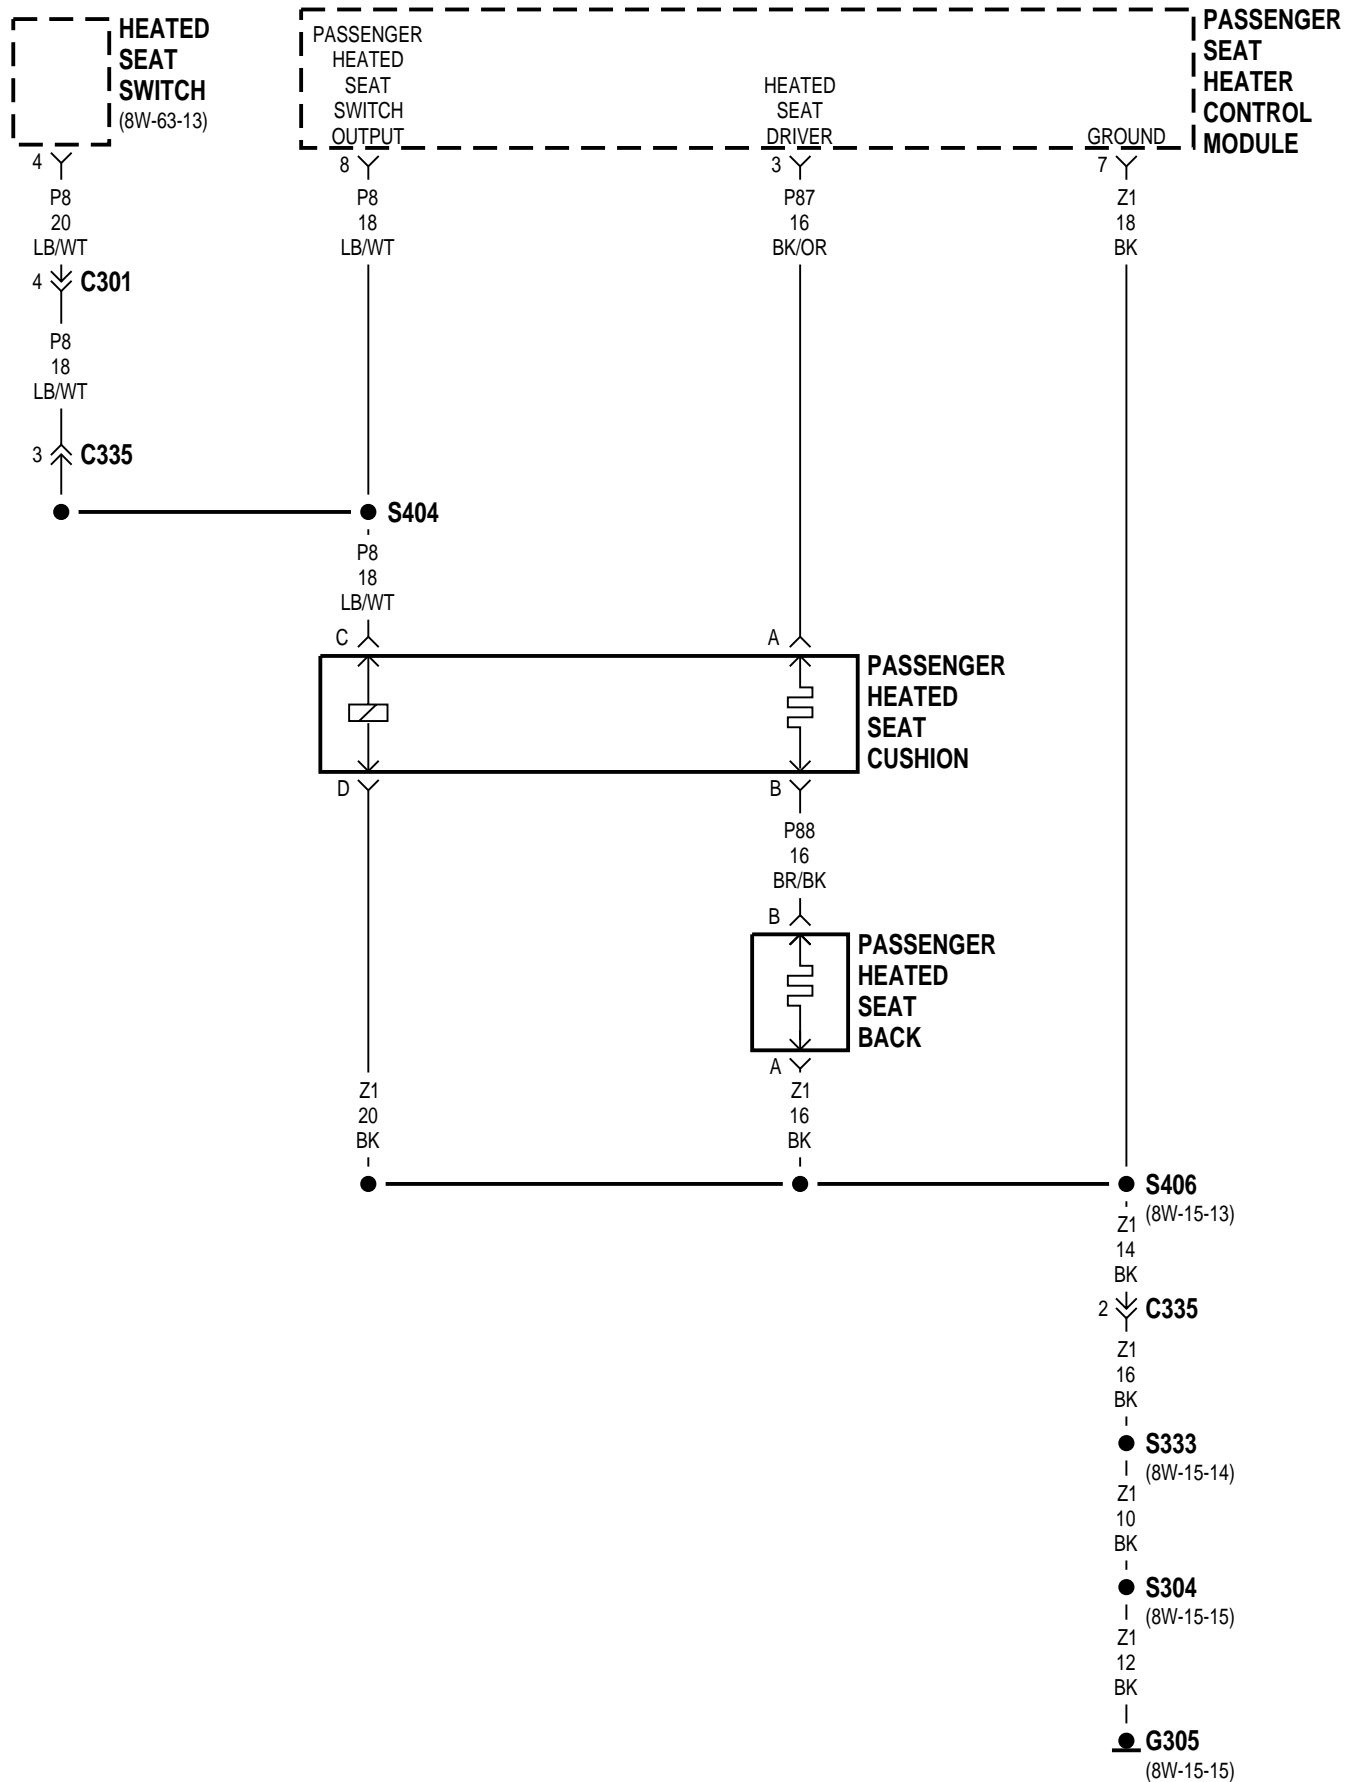 HEATED
SEAT
SWITCH
(8W-63-13)
PASSENGER
HEATED
SEAT
SWITCH
OUTPUT
HEATED
SEAT
DRIVER
GROUND
PASSENGER
SEAT
HEATER
CONTROL
MODULE
4
8
3
7
P8
20
LB/WT
P8
18
LB/WT
P87
16
BK/OR
Z1
18
BK
4 C301
P8
18
LB/WT
3 C335
S404
P8
18
LB/WT
C
A
PASSENGER
HEATED
SEAT
CUSHION
D
B
P88
16
BR/BK
B
PASSENGER
HEATED
SEAT
BACK
A
Z1
20
BK
Z1
16
BK
S406
(8W-15-13)
Z1
14
BK
2 C335
Z1
16
BK
S333
(8W-15-14)
Z1
10
BK
S304
(8W-15-15)
Z1
12
BK
G305
(8W-15-15)